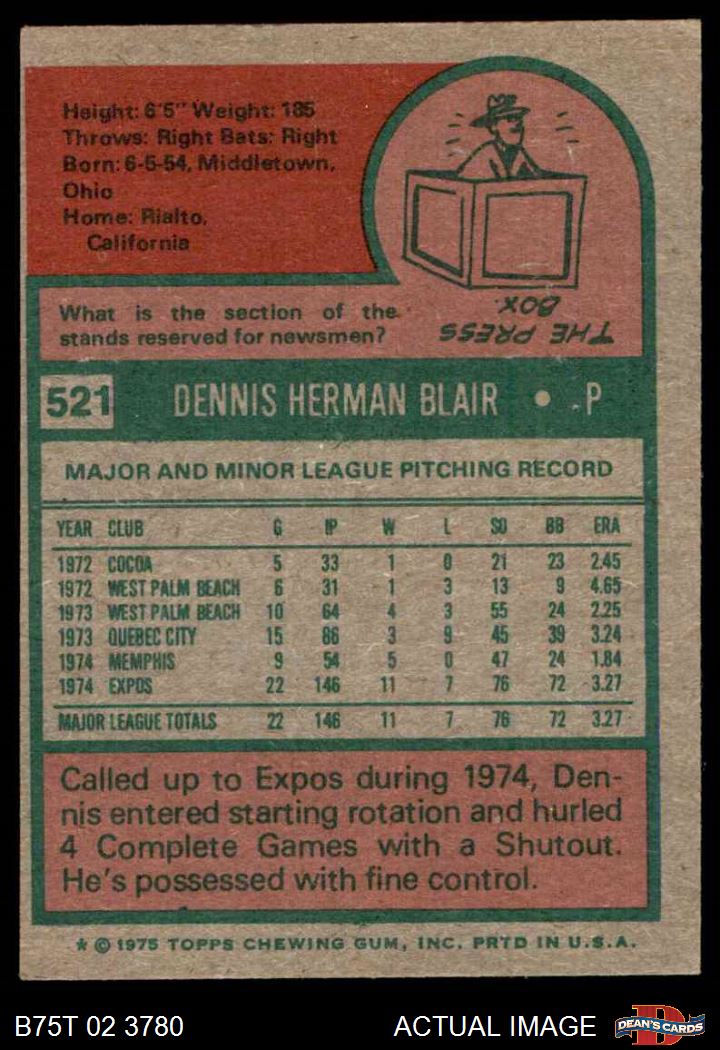 Height: 6'5" Weight: 185
Throws: Right Bats: Right
Born: 6-5-54, Middletown,
Ohio
Home: Rialto,
California
What is the section of the
stands reserved for newsmen?
THE PRESS
BOX.
521 DENNIS HERMAN BLAIR • P
MAJOR AND MINOR LEAGUE PITCHING RECORD
YEAR CLUB G IP W L SO BB ERA
1972 COCOA 5 33 1 0 21 23 2.45
1972 WEST PALM BEACH 6 31 1 3 13 9 4.65
1973 WEST PALM BEACH 10 64 4 3 55 24 2.25
1973 QUEBEC CITY 15 86 3 9 45 39 3.24
1974 MEMPHIS 9 54 5 0 47 24 1.84
1974 EXPOS 22 146 11 7 76 72 3.27
MAJOR LEAGUE TOTALS 22 146 11 7 76 72 3.27
Called up to Expos during 1974, Den-
nis entered starting rotation and hurled
4 Complete Games with a Shutout.
He's possessed with fine control.
* © 1975 TOPPS CHEWING GUM, INC. PRTD IN U.S.A.
B75T 02 3780 ACTUAL IMAGE DEAN'S CARDS